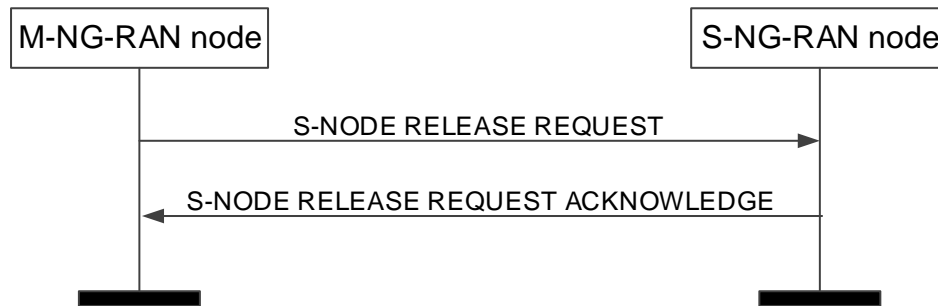 M-NG-RAN node
S-NG-RAN node
S-NODE RELEASE REQUEST
S-NODE RELEASE REQUEST ACKNOWLEDGE